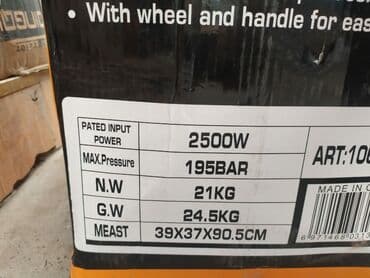 • With wheel and handle for eas
PATED INPUT POWER 2500W
MAX.Pressure 195BAR
N.W 21KG
G.W 24.5KG
MEAST 39X37X90.5CM
ART:100
MADE IN C